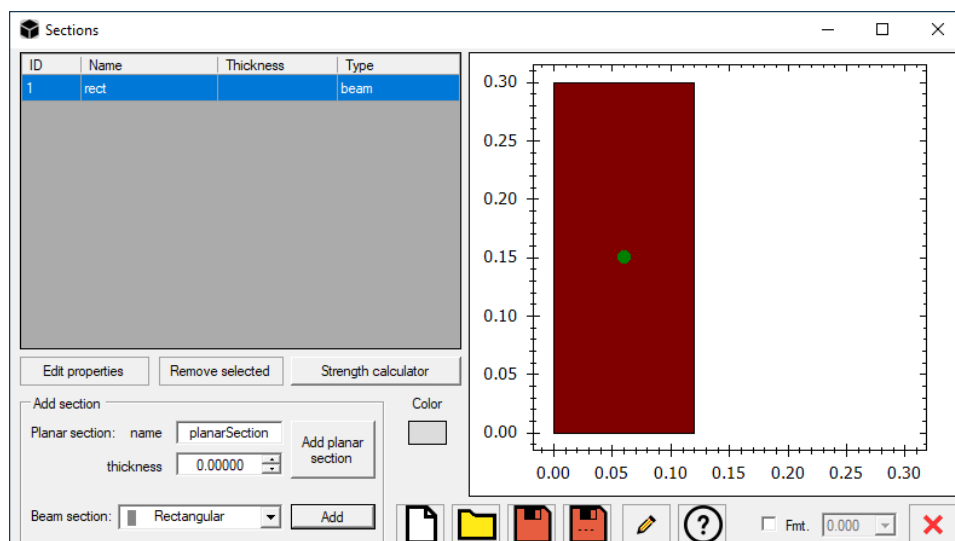 Sections
ID Name Thickness Type
1 rect beam
Edit properties Remove selected Strength calculator
Add section
Color
Planar section: name planarSection
Add planar section
thickness 0.00000
Beam section: Rectangular Add
0.30
0.25
0.20
0.15
0.10
0.05
0.00
0.00 0.05 0.10 0.15 0.20 0.25 0.30
...
?
Fmt. 0.000